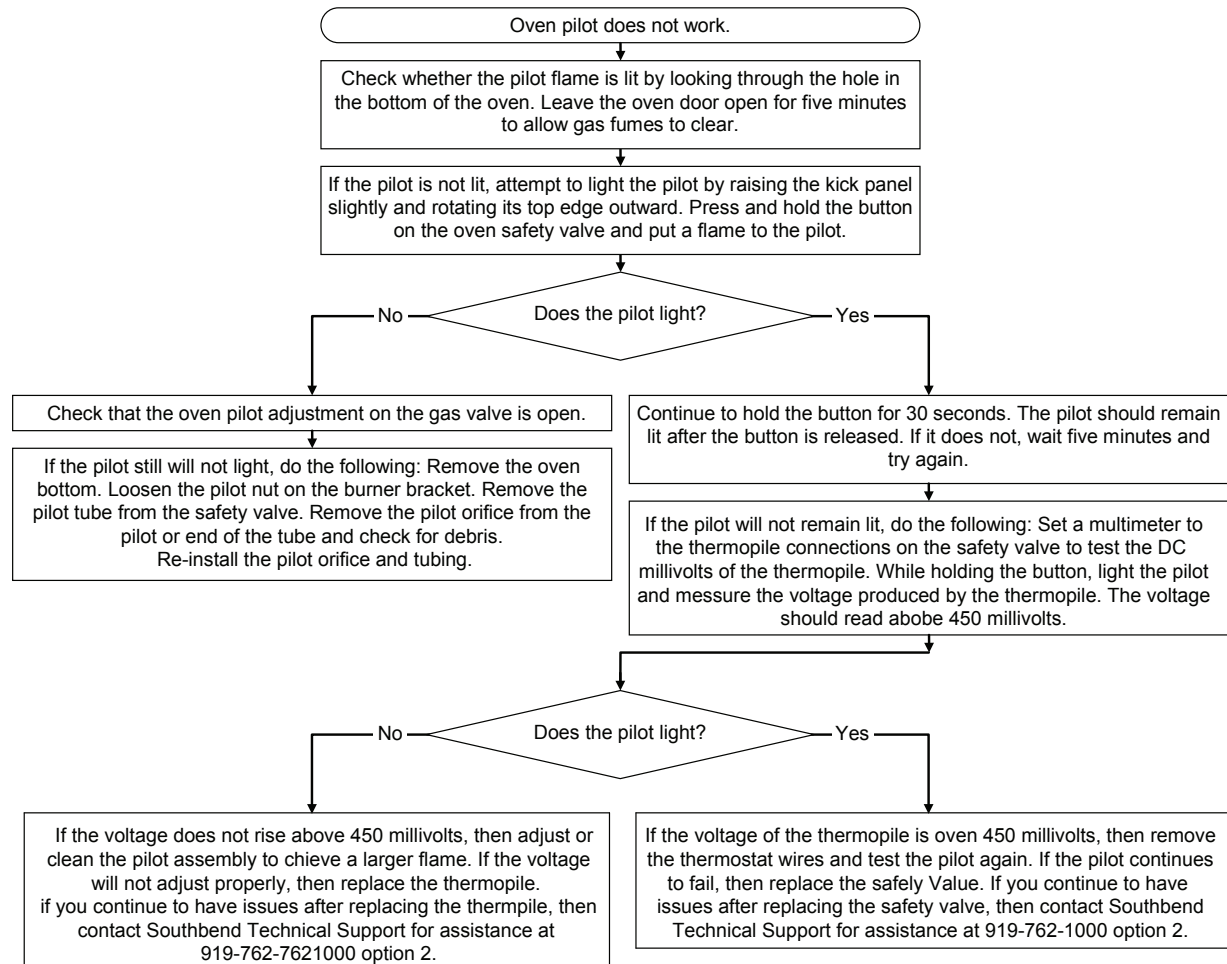 Oven pilot does not work.
Check whether the pilot flame is lit by looking through the hole in
the bottom of the oven. Leave the oven door open for five minutes
to allow gas fumes to clear.
If the pilot is not lit, attempt to light the pilot by raising the kick panel
slightly and rotating its top edge outward. Press and hold the button
on the oven safety valve and put a flame to the pilot.
Does the pilot light?
No
Yes
Check that the oven pilot adjustment on the gas valve is open.
If the pilot still will not light, do the following: Remove the oven
bottom. Loosen the pilot nut on the burner bracket. Remove the
pilot tube from the safety valve. Remove the pilot orifice from the
pilot or end of the tube and check for debris.
Re-install the pilot orifice and tubing.
Continue to hold the button for 30 seconds. The pilot should remain
lit after the button is released. If it does not, wait five minutes and
try again.
If the pilot will not remain lit, do the following: Set a multimeter to
the thermopile connections on the safety valve to test the DC
millivolts of the thermopile. While holding the button, light the pilot
and messure the voltage produced by the thermopile. The voltage
should read abobe 450 millivolts.
Does the pilot light?
No
Yes
If the voltage does not rise above 450 millivolts, then adjust or
clean the pilot assembly to chieve a larger flame. If the voltage
will not adjust properly, then replace the thermopile.
if you continue to have issues after replacing the thermpile, then
contact Southbend Technical Support for assistance at
919-762-7621000 option 2.
If the voltage of the thermopile is oven 450 millivolts, then remove
the thermostat wires and test the pilot again. If the pilot continues
to fail, then replace the safely Value. If you continue to have
issues after replacing the safety valve, then contact Southbend
Technical Support for assistance at 919-762-1000 option 2.